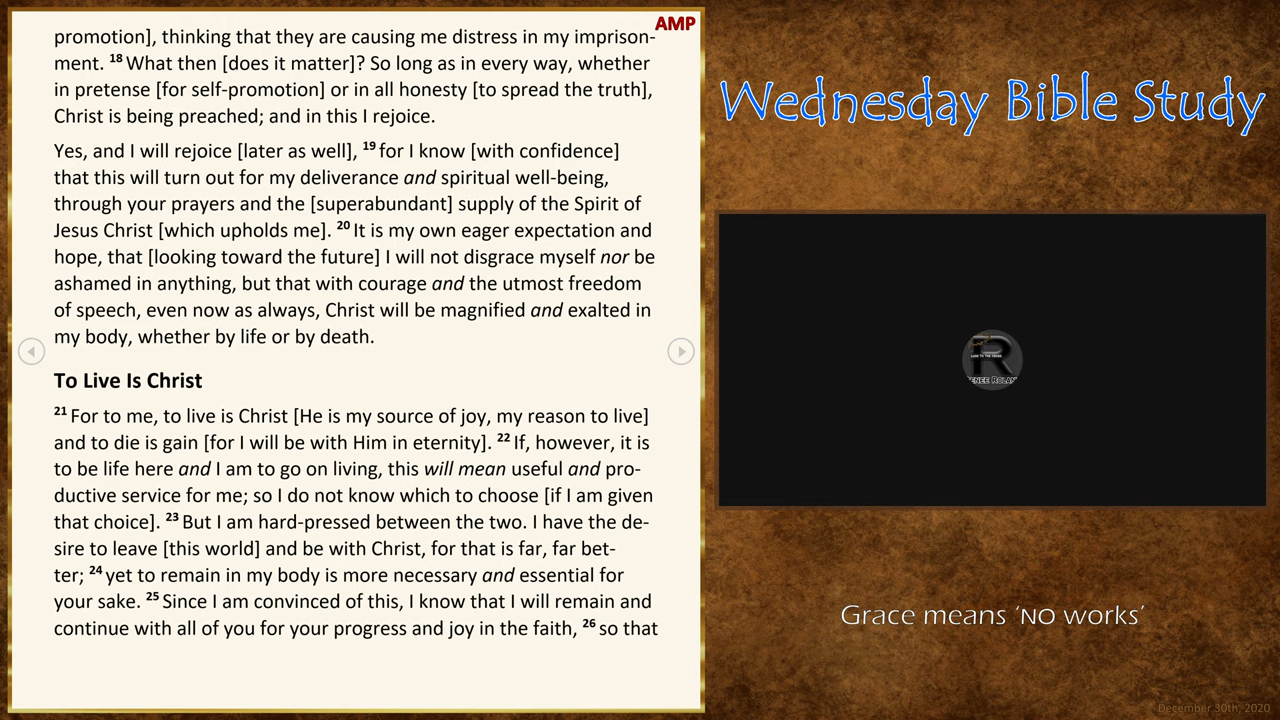 AMP
promotion], thinking that they are causing me distress in my imprison-
ment. 18 What then [does it matter]? So long as in every way, whether
in pretense [for self-promotion] or in all honesty [to spread the truth],
Christ is being preached; and in this I rejoice.
Yes, and I will rejoice [later as well], 19 for I know [with confidence]
that this will turn out for my deliverance and spiritual well-being,
through your prayers and the [superabundant] supply of the Spirit of
Jesus Christ [which upholds me]. 20 It is my own eager expectation and
hope, that [looking toward the future] I will not disgrace myself nor be
ashamed in anything, but that with courage and the utmost freedom
of speech, even now as always, Christ will be magnified and exalted in
my body, whether by life or by death.
To Live Is Christ
21 For to me, to live is Christ [He is my source of joy, my reason to live]
and to die is gain [for I will be with Him in eternity]. 22 If, however, it is
to be life here and I am to go on living, this will mean useful and pro-
ductive service for me; so I do not know which to choose [if I am given
that choice]. 23 But I am hard-pressed between the two. I have the de-
sire to leave [this world] and be with Christ, for that is far, far bet-
ter; 24 yet to remain in my body is more necessary and essential for
your sake. 25 Since I am convinced of this, I know that I will remain and
continue with all of you for your progress and joy in the faith, 26 so that
Wednesday Bible Study
R
Grace means ‘NO works’
December 30th, 2020